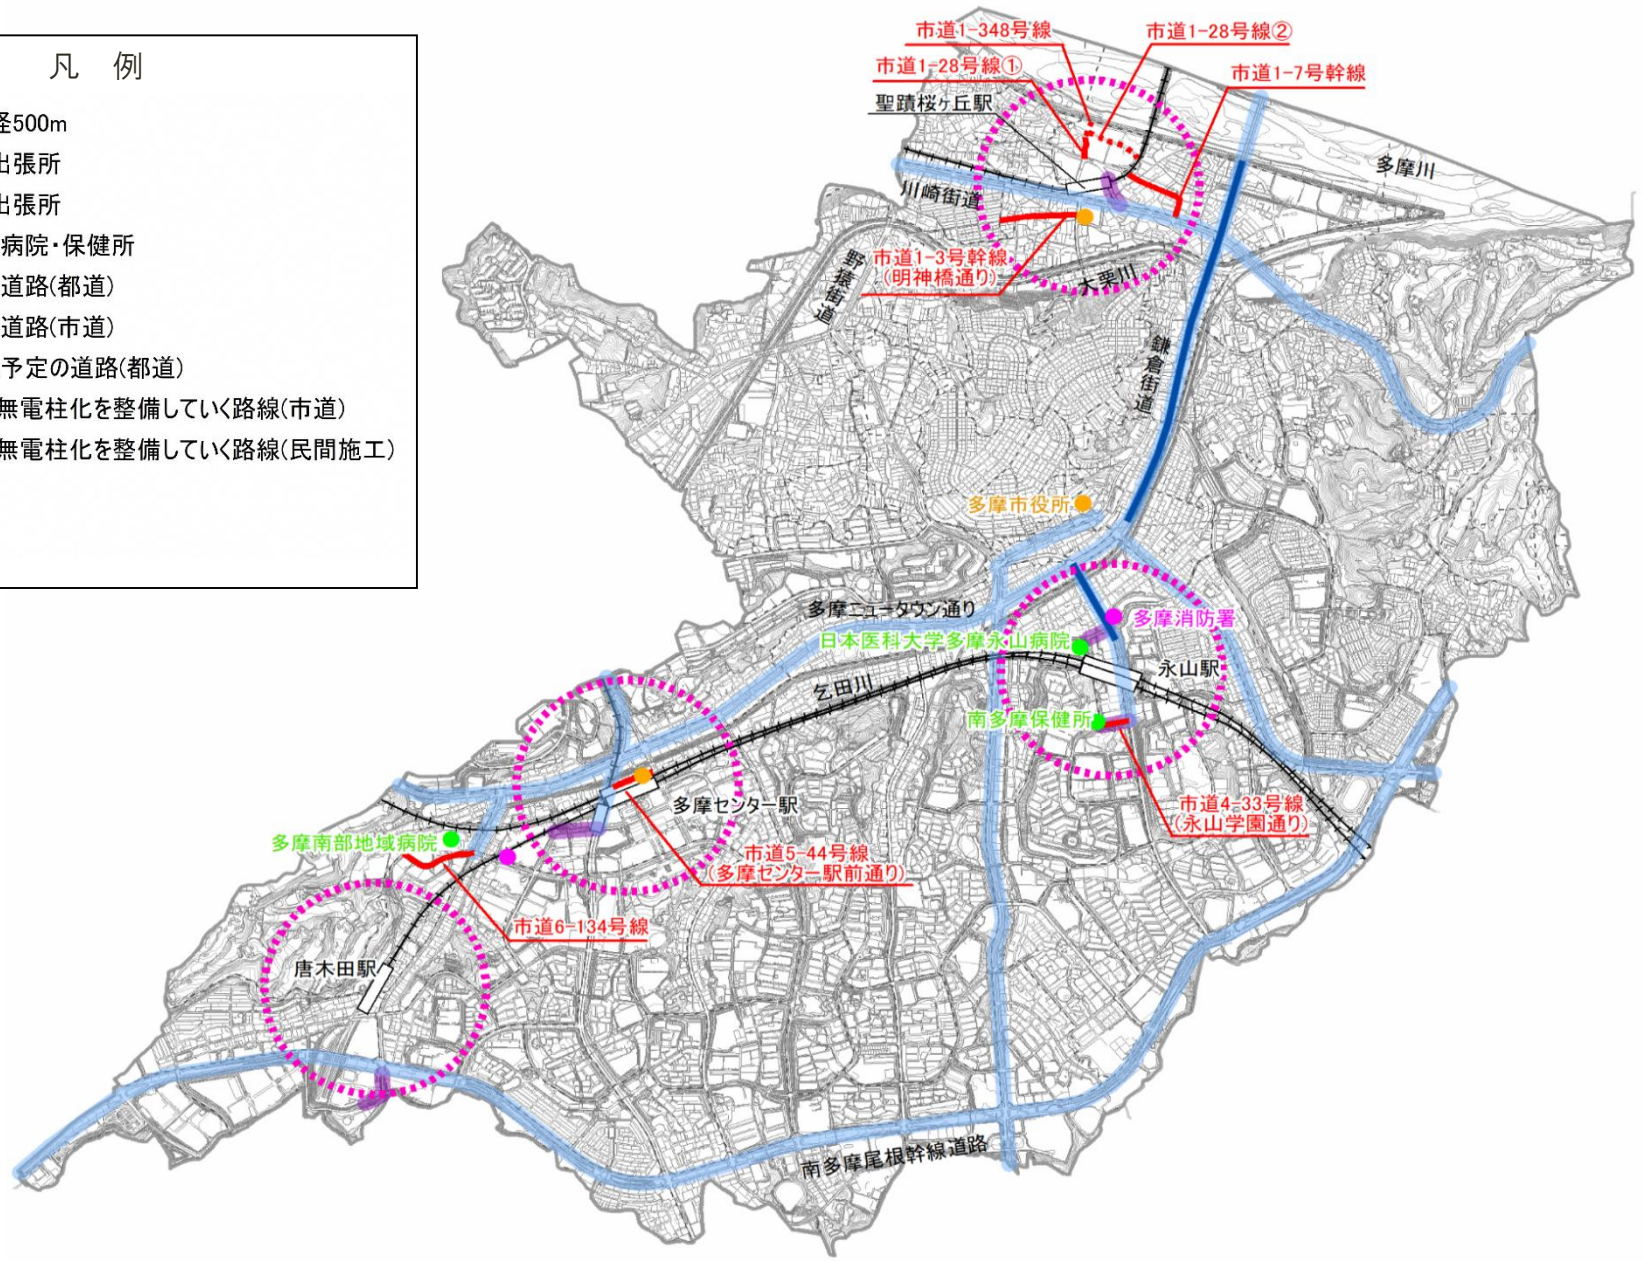 凡 例
径500m
出張所
出張所
病院・保健所
道路(都道)
道路(市道)
予定の道路(都道)
無電柱化を整備していく路線(市道)
無電柱化を整備していく路線(民間施工)
市道1-348号線
市道1-28号線②
市道1-28号線①
市道1-7号幹線
聖蹟桜ヶ丘駅
多摩川
川崎街道
市道1-3号幹線
(明神橋通り)
大栗川
野猿街道
鎌倉街道
多摩市役所
多摩ニュータウン通り
多摩消防署
日本医科大学多摩永山病院
永山駅
乞田川
南多摩保健所
多摩センター駅
市道4-33号線
(永山学園通り)
多摩南部地域病院
市道5-44号線
(多摩センター駅前通り)
市道6-134号線
唐木田駅
南多摩尾根幹線道路